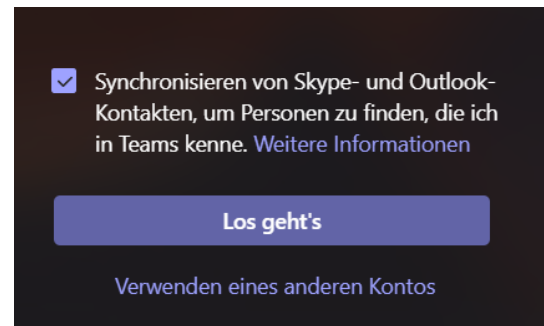 Synchronisieren von Skype- und Outlook-
Kontakten, um Personen zu finden, die ich
in Teams kenne. Weitere Informationen
Los geht's
Verwenden eines anderen Kontos